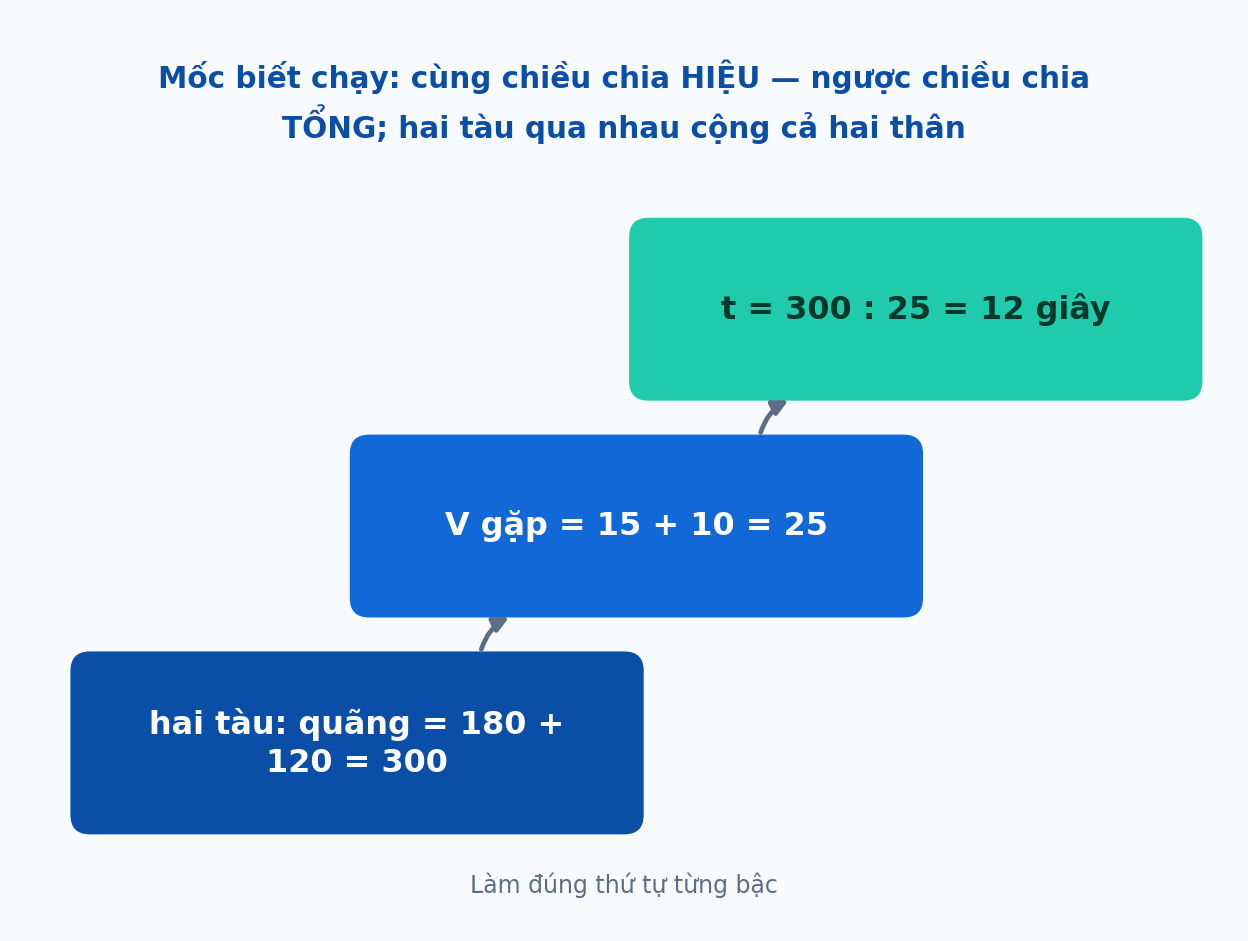 Mốc biết chạy: cùng chiều chia HIỆU — ngược chiều chia
TỔNG; hai tàu qua nhau cộng cả hai thân
t = 300 : 25 = 12 giây
V gặp = 15 + 10 = 25
hai tàu: quãng = 180 +
120 = 300
Làm đúng thứ tự từng bậc